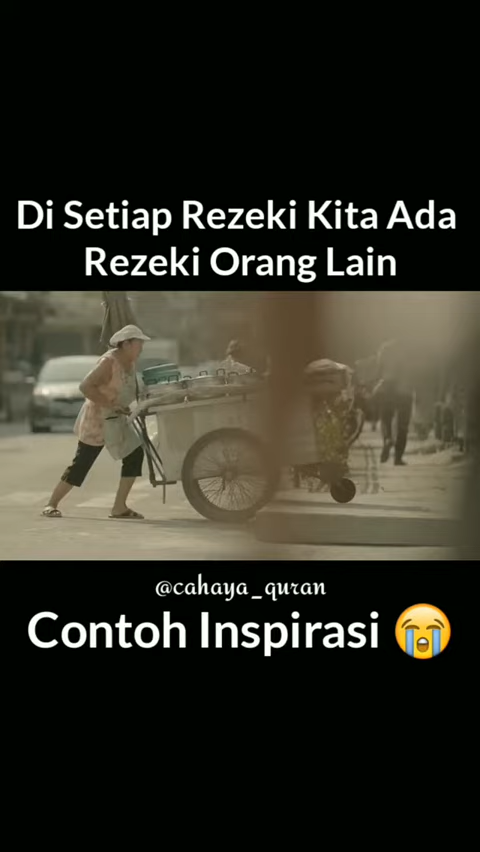 Di Setiap Rezeki Kita Ada
Rezeki Orang Lain
@cahaya_quran
Contoh Inspirasi 😭